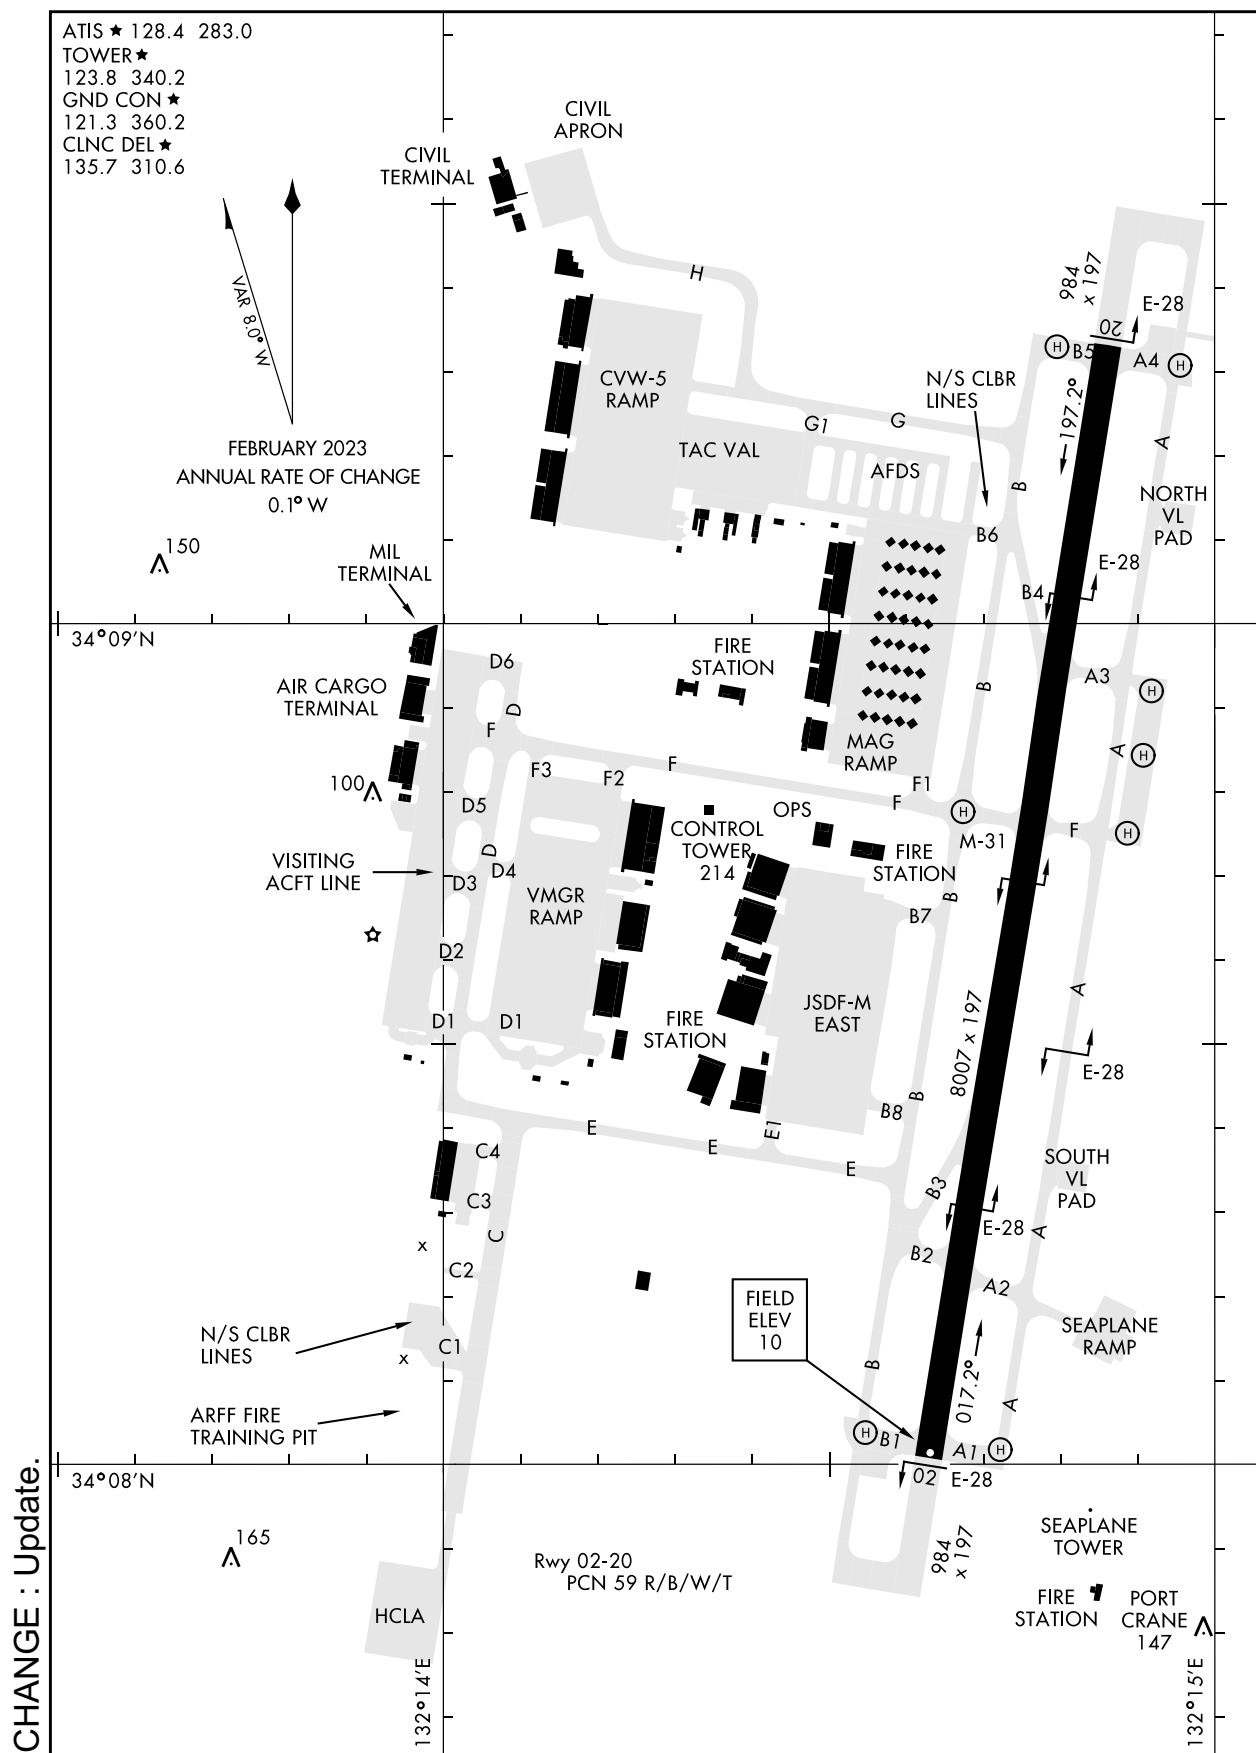 ATIS ★ 128.4 283.0
TOWER ★
123.8 340.2
GND CON ★
121.3 360.2
CLNC DEL ★
135.7 310.6
VAR 8.0° W
FEBRUARY 2023
ANNUAL RATE OF CHANGE
0.1° W
CIVIL
APRON
CIVIL
TERMINAL
H
984
x 197
E-28
20
H
B5
A4
H
CVW-5
RAMP
N/S CLBR
LINES
197.2°
G1
G
TAC VAL
AFDS
A
B
NORTH
VL
PAD
150
MIL
TERMINAL
B6
E-28
B4
34°09'N
FIRE
STATION
D6
AIR CARGO
TERMINAL
D
F
B
A3
H
MAG
RAMP
A
H
F3
F2
F
F1
F
100
D5
OPS
H
M-31
F
H
CONTROL
TOWER
214
FIRE
STATION
VISITING
ACFT LINE
D
D4
D3
VMGR
RAMP
B
B7
D2
A
JSDF-M
EAST
8007 x 197
D1
D1
FIRE
STATION
E-28
B
B8
E
E
E1
E
C4
C3
SOUTH
VL
PAD
B3
E-28
A
C
x
C2
B2
A2
FIELD
ELEV
10
N/S CLBR
LINES
C1
x
SEAPLANE
RAMP
B
017.2°
A
ARFF FIRE
TRAINING PIT
H
B1
A1
H
34°08'N
02
E-28
SEAPLANE
TOWER
165
Rwy 02-20
PCN 59 R/B/W/T
984
x 197
FIRE
STATION
PORT
CRANE
147
HCLA
132°14'E
132°15'E
CHANGE : Update.